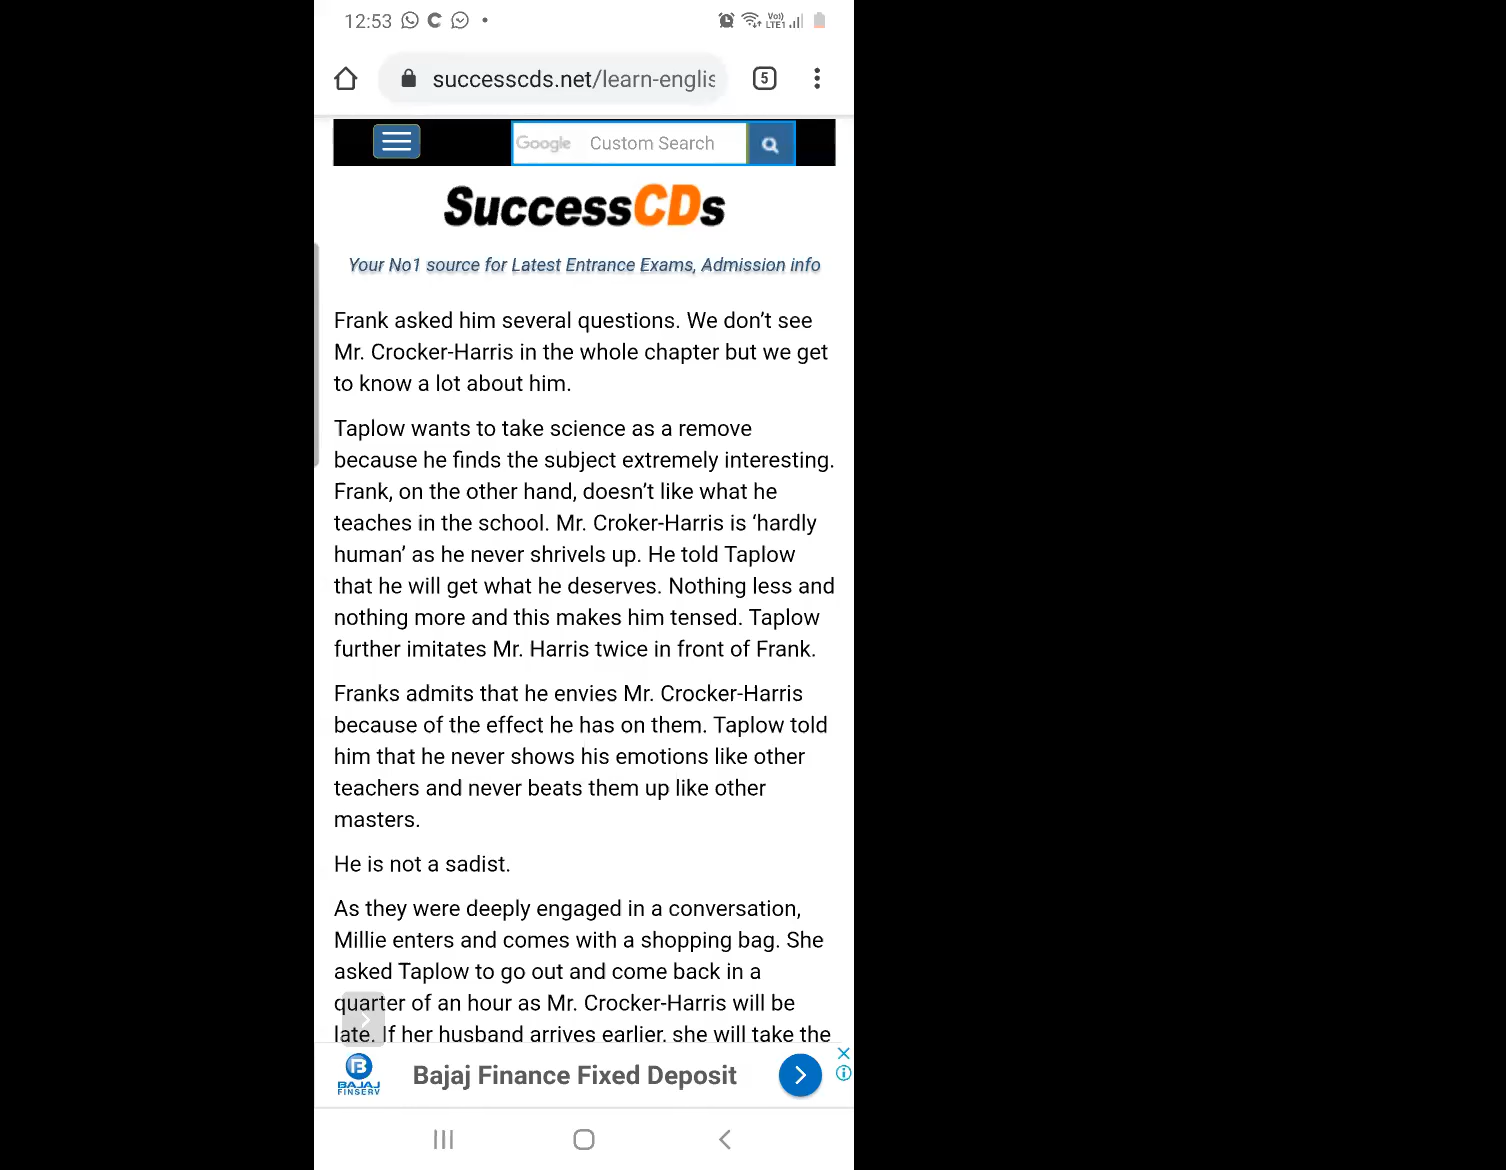 12:53
Vo))
LTE1
successcds.net/learn-englis
5
Google Custom Search
SuccessCDs
Your No1 source for Latest Entrance Exams, Admission info
Frank asked him several questions. We don’t see
Mr. Crocker-Harris in the whole chapter but we get
to know a lot about him.
Taplow wants to take science as a remove
because he finds the subject extremely interesting.
Frank, on the other hand, doesn’t like what he
teaches in the school. Mr. Croker-Harris is ‘hardly
human’ as he never shrivels up. He told Taplow
that he will get what he deserves. Nothing less and
nothing more and this makes him tensed. Taplow
further imitates Mr. Harris twice in front of Frank.
Franks admits that he envies Mr. Crocker-Harris
because of the effect he has on them. Taplow told
him that he never shows his emotions like other
teachers and never beats them up like other
masters.
He is not a sadist.
As they were deeply engaged in a conversation,
Millie enters and comes with a shopping bag. She
asked Taplow to go out and come back in a
quarter of an hour as Mr. Crocker-Harris will be
late. If her husband arrives earlier, she will take the
BAJAJ
FINSERV
Bajaj Finance Fixed Deposit